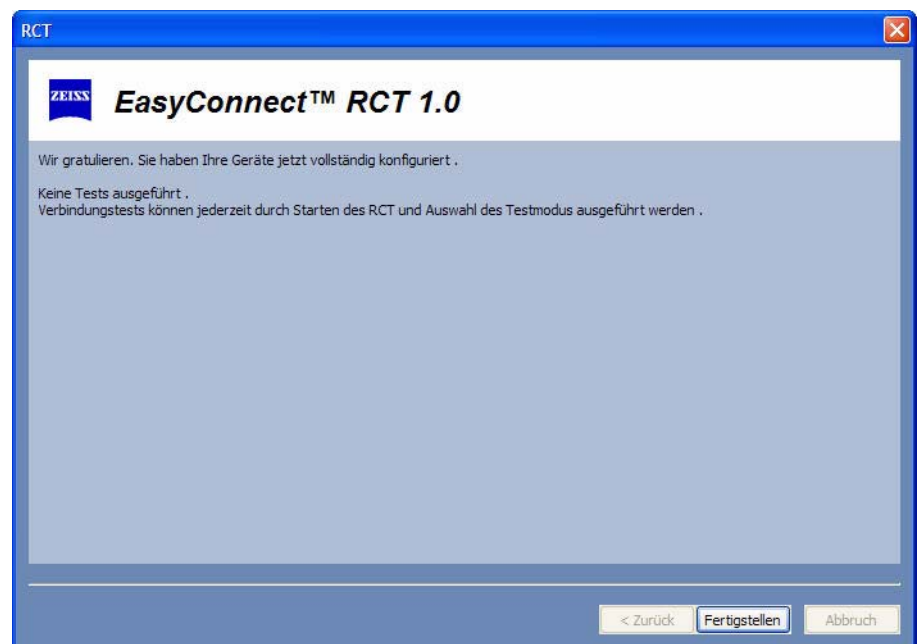 RCT
ZEISS
EasyConnect™ RCT 1.0
Wir gratulieren. Sie haben Ihre Geräte jetzt vollständig konfiguriert .
Keine Tests ausgeführt .
Verbindungstests können jederzeit durch Starten des RCT und Auswahl des Testmodus ausgeführt werden .
< Zurück
Fertigstellen
Abbruch